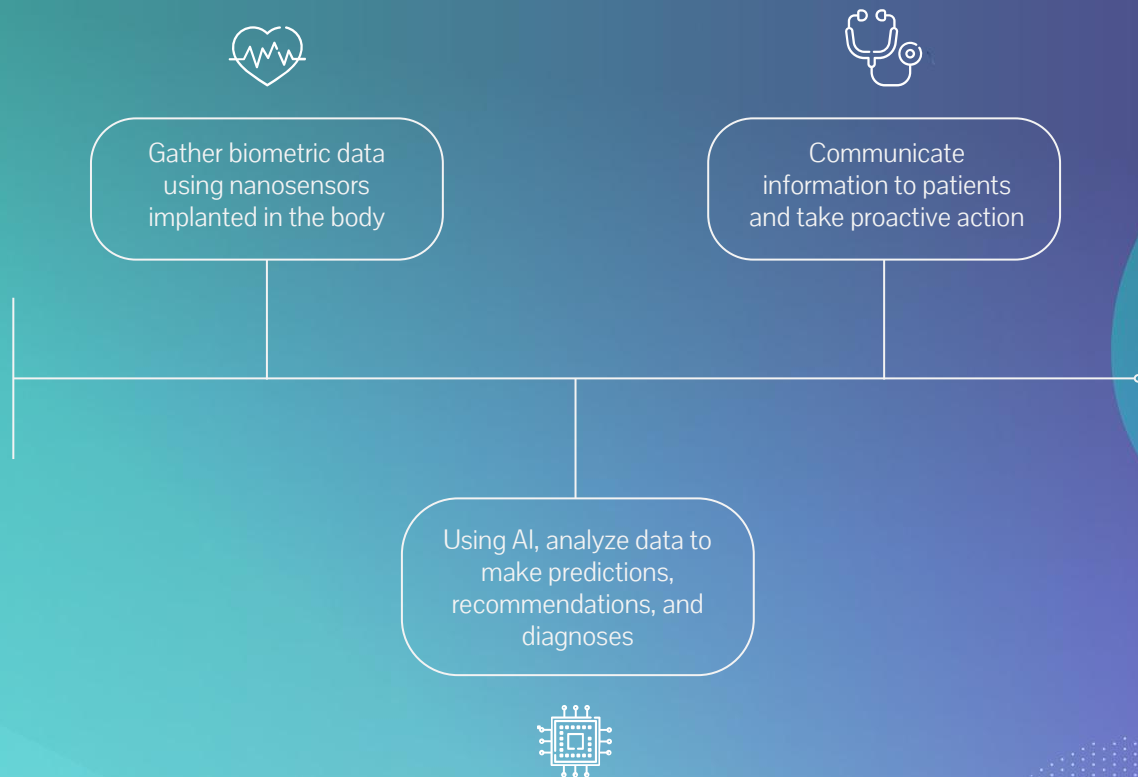 Gather biometric data
using nanosensors
implanted in the body
Communicate
information to patients
and take proactive action
Using AI, analyze data to
make predictions,
recommendations, and
diagnoses